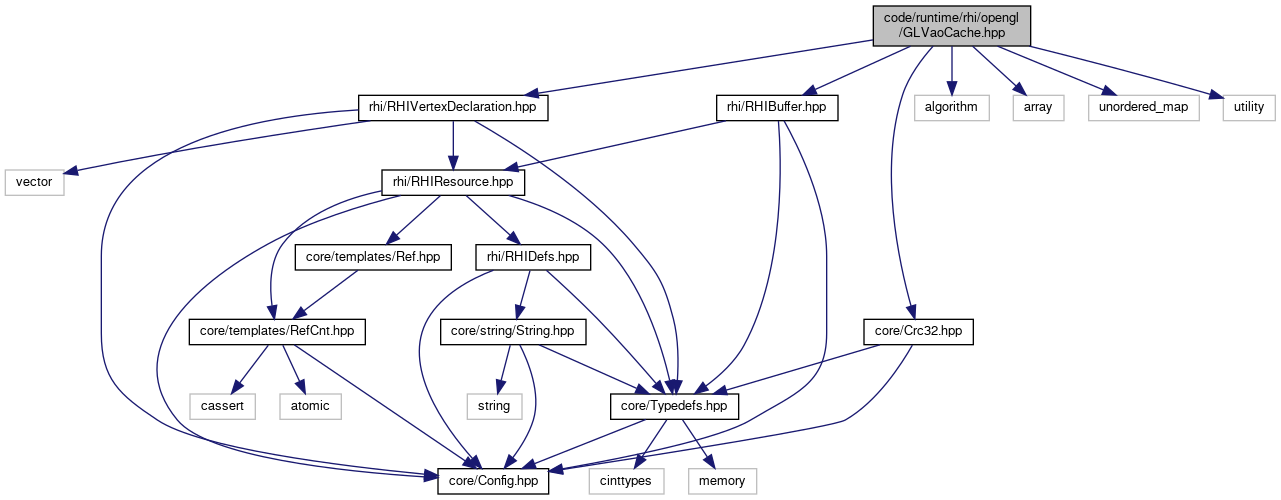 code/runtime/rhi/opengl
/GLVaoCache.hpp
rhi/RHIVertexDeclaration.hpp
rhi/RHIBuffer.hpp
algorithm
array
unordered_map
utility
vector
rhi/RHIResource.hpp
core/templates/Ref.hpp
rhi/RHIDefs.hpp
core/templates/RefCnt.hpp
core/string/String.hpp
core/Crc32.hpp
cassert
atomic
string
core/Typedefs.hpp
core/Config.hpp
cinttypes
memory